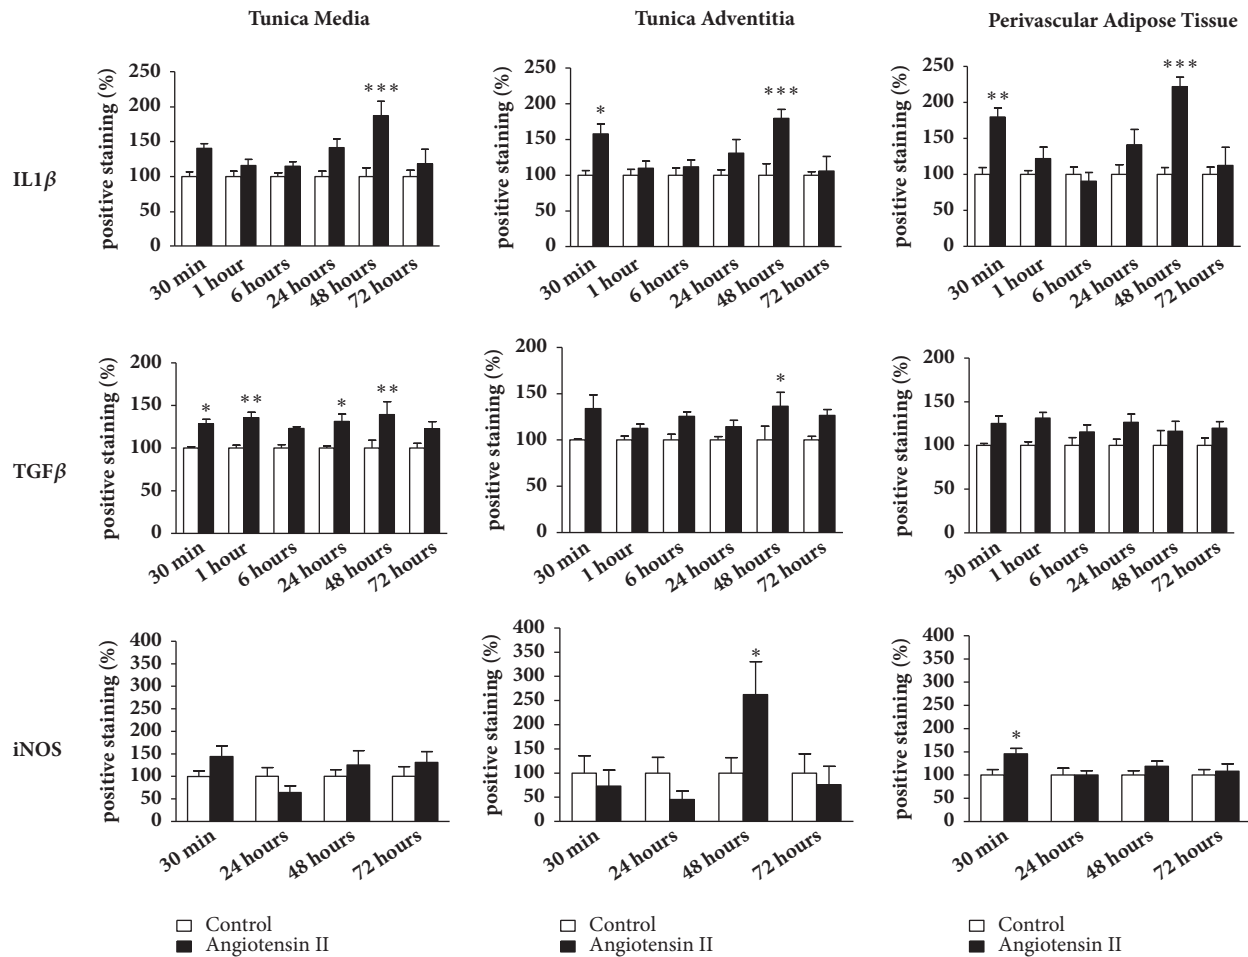 Tunica Media
Tunica Adventitia
Perivascular Adipose Tissue
IL1β
positive staining (%)
250
200
150
100
50
0
***
30 min
1 hour
6 hours
24 hours
48 hours
72 hours
positive staining (%)
250
200
150
100
50
0
*
***
30 min
1 hour
6 hours
24 hours
48 hours
72 hours
positive staining (%)
250
200
150
100
50
0
**
***
30 min
1 hour
6 hours
24 hours
48 hours
72 hours
TGFβ
positive staining (%)
200
150
100
50
0
*
**
*
**
30 min
1 hour
6 hours
24 hours
48 hours
72 hours
positive staining (%)
200
150
100
50
0
*
30 min
1 hour
6 hours
24 hours
48 hours
72 hours
positive staining (%)
200
150
100
50
0
30 min
1 hour
6 hours
24 hours
48 hours
72 hours
iNOS
positive staining (%)
400
350
300
250
200
150
100
50
0
30 min
24 hours
48 hours
72 hours
positive staining (%)
400
350
300
250
200
150
100
50
0
*
30 min
24 hours
48 hours
72 hours
positive staining (%)
400
350
300
250
200
150
100
50
0
*
30 min
24 hours
48 hours
72 hours
Control
Angiotensin II
Control
Angiotensin II
Control
Angiotensin II